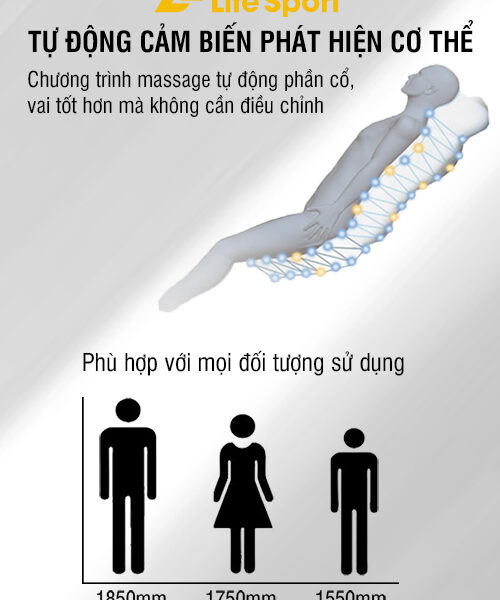 Life Sport
TỰ ĐỘNG CẢM BIẾN PHÁT HIỆN CƠ THỂ
Chương trình massage tự động phần cổ,
vai tốt hơn mà không cần điều chỉnh
Phù hợp với mọi đối tượng sử dụng
1850mm 1750mm 1550mm